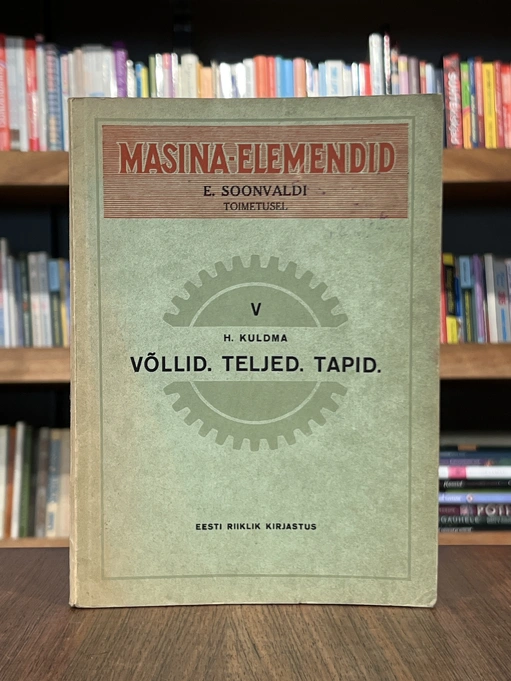 MASINA-ELEMENDID
E. SOONVALDI
TOIMETUSEL
V
H. KULDMA
VÕLLID. TELJED. TAPID.
EESTI RIIKLIK KIRJASTUS